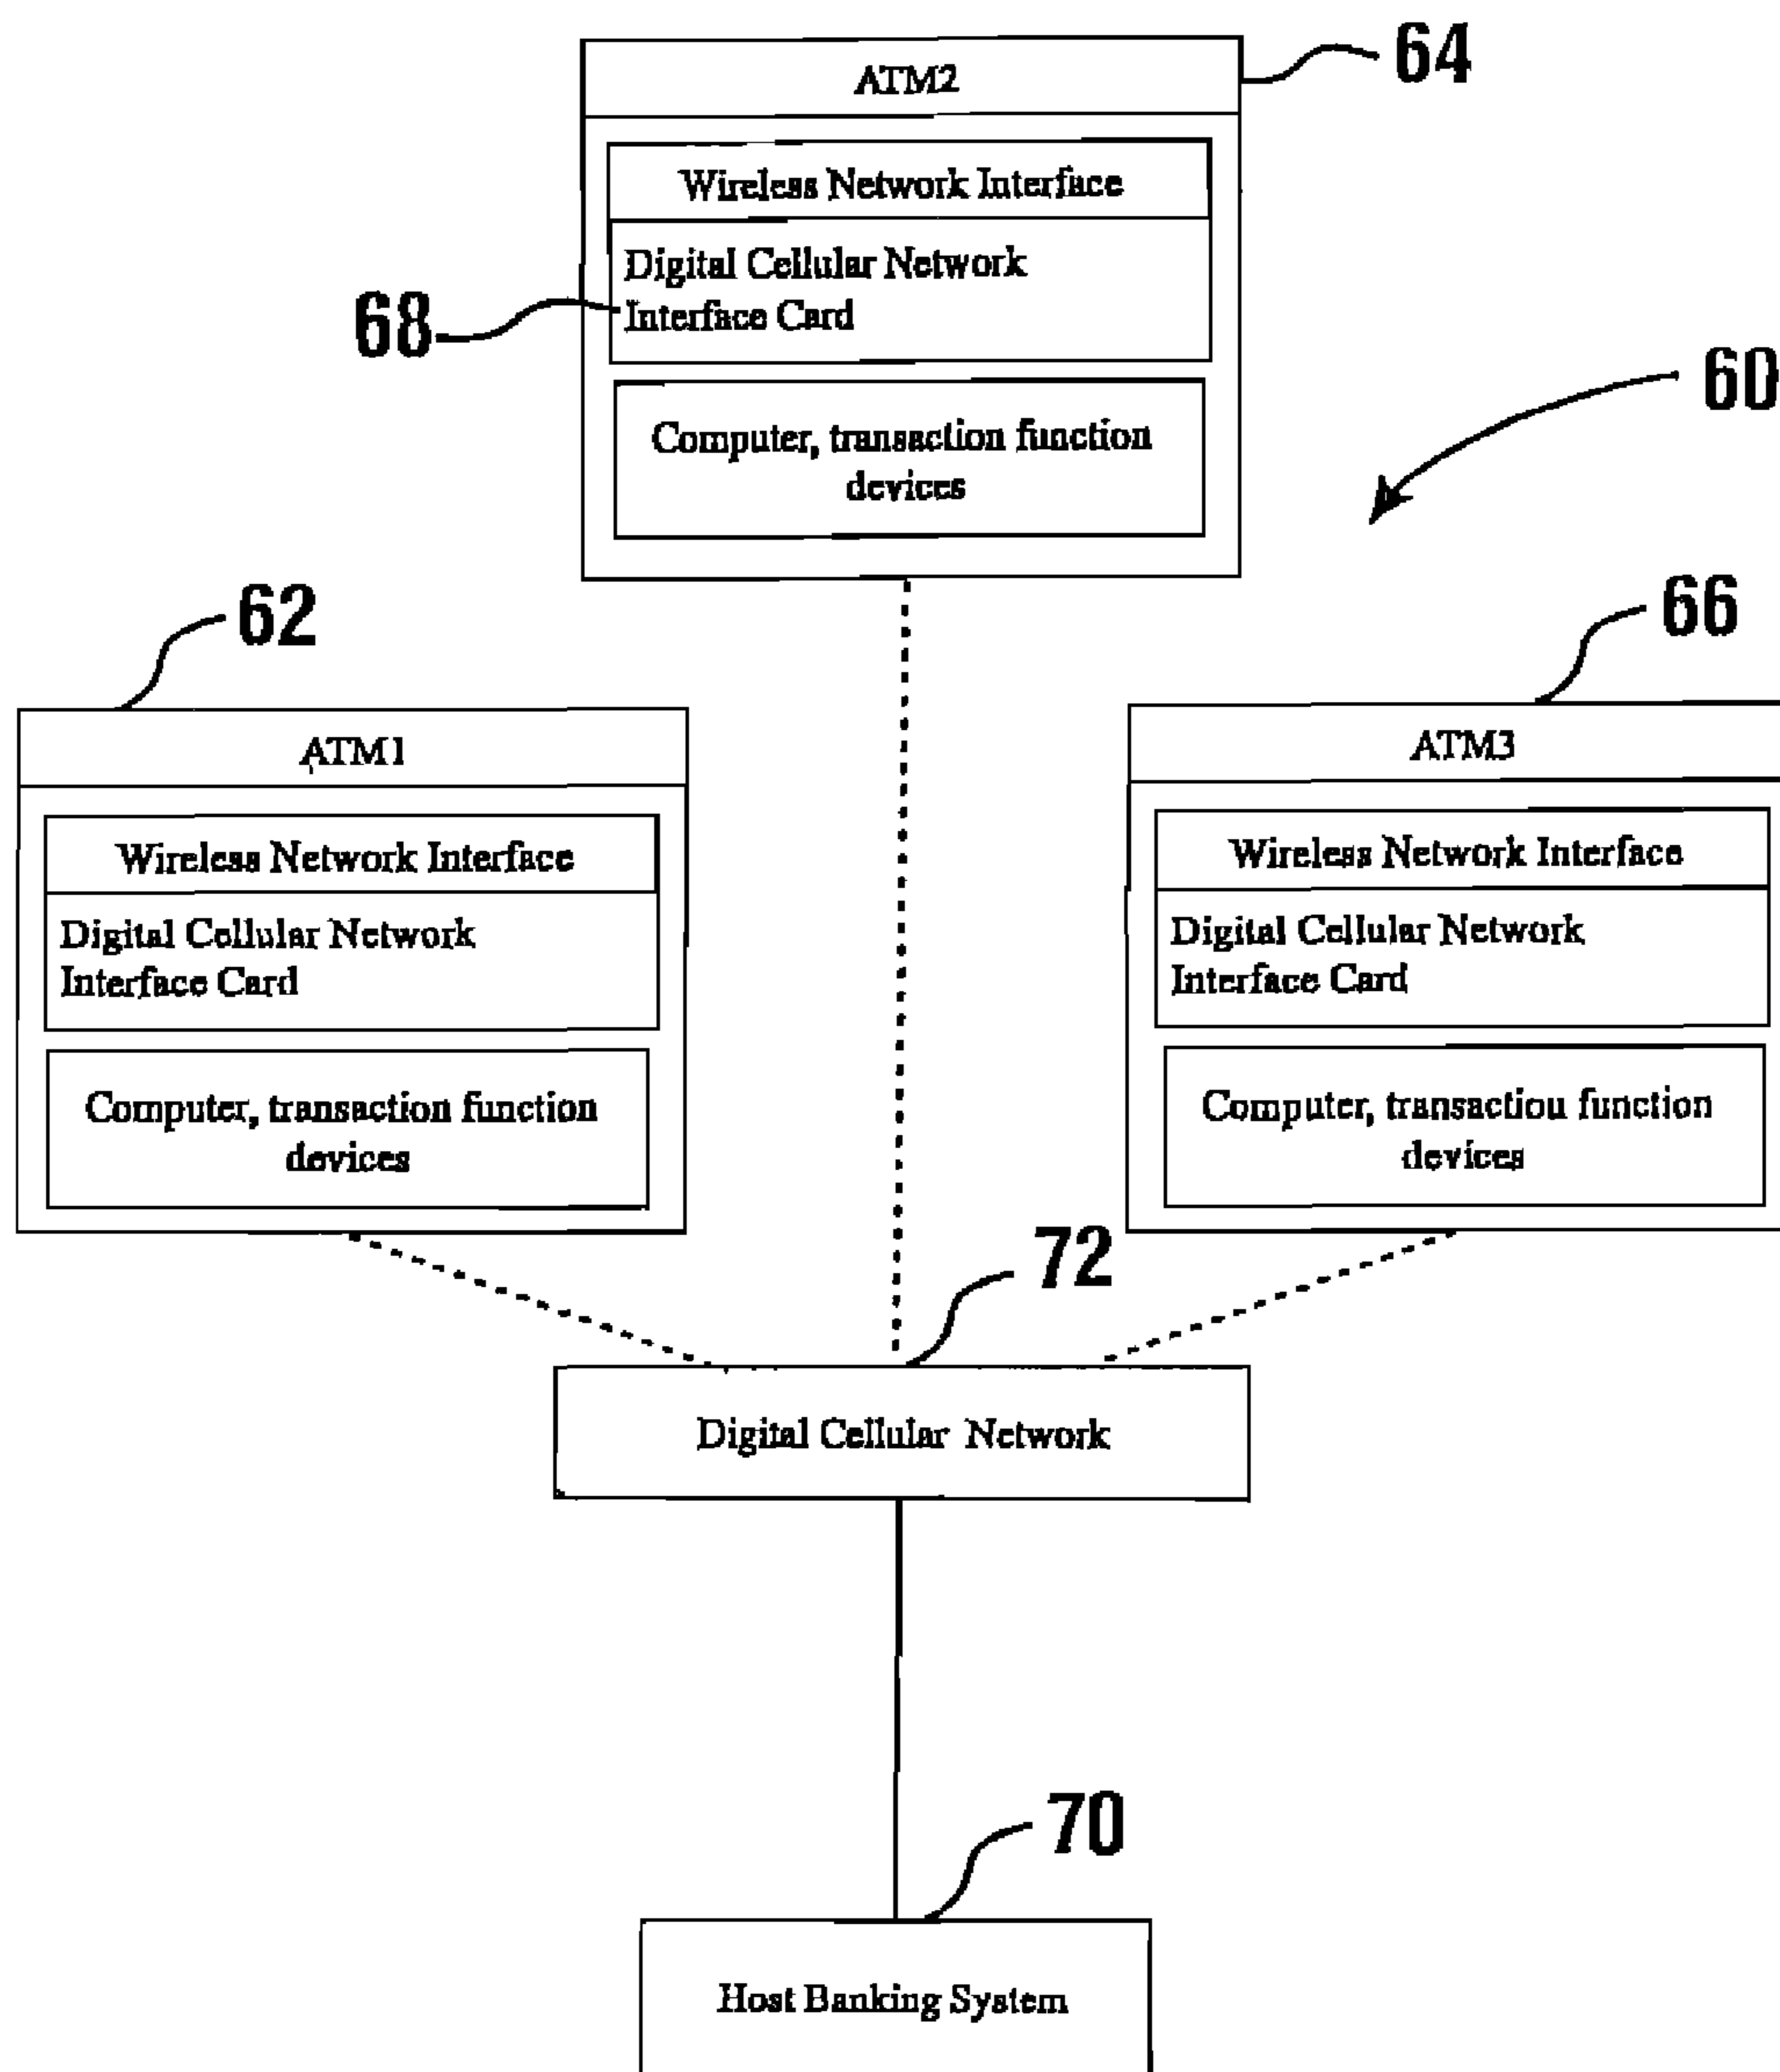 64
ATM2
Wireless Network Interface
Digital Cellular Network
Interface Card
68
60
Computer, transaction function
devices
62
66
ATM1
Wireless Network Interface
Digital Cellular Network
Interface Card
Computer, transaction function
devices
ATM3
Wireless Network Interface
Digital Cellular Network
Interface Card
Computer, transaction function
devices
72
Digital Cellular Network
70
Host Banking System